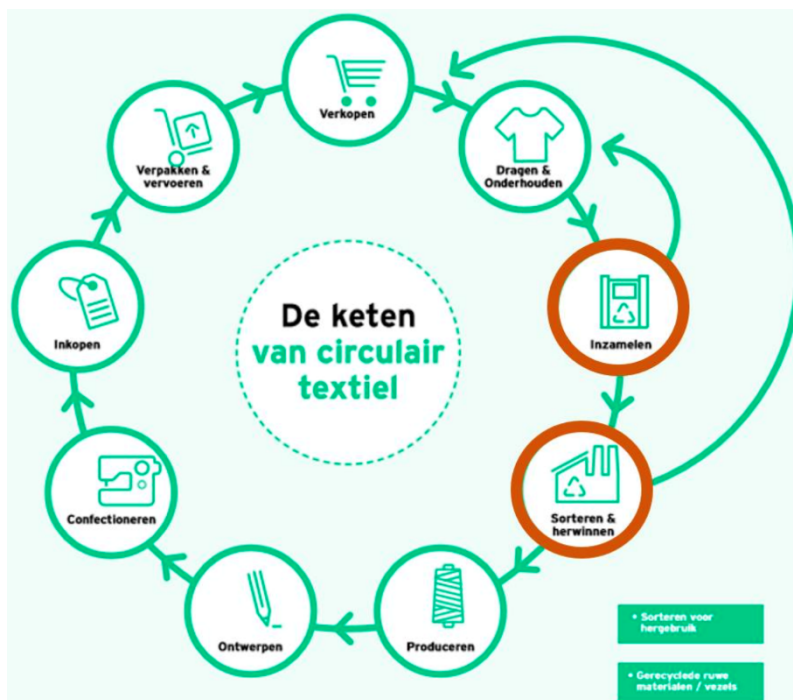 Verkopen
Dragen &
Onderhouden
Inzamelen
Sorteren &
herwinnen
Produceren
Ontwerpen
Confectioneren
Inkopen
Verpakken &
vervoeren
De keten
van circulair
textiel
• Sorteren voor
hergebruik
• Gerecyclede ruwe
materialen / vezels